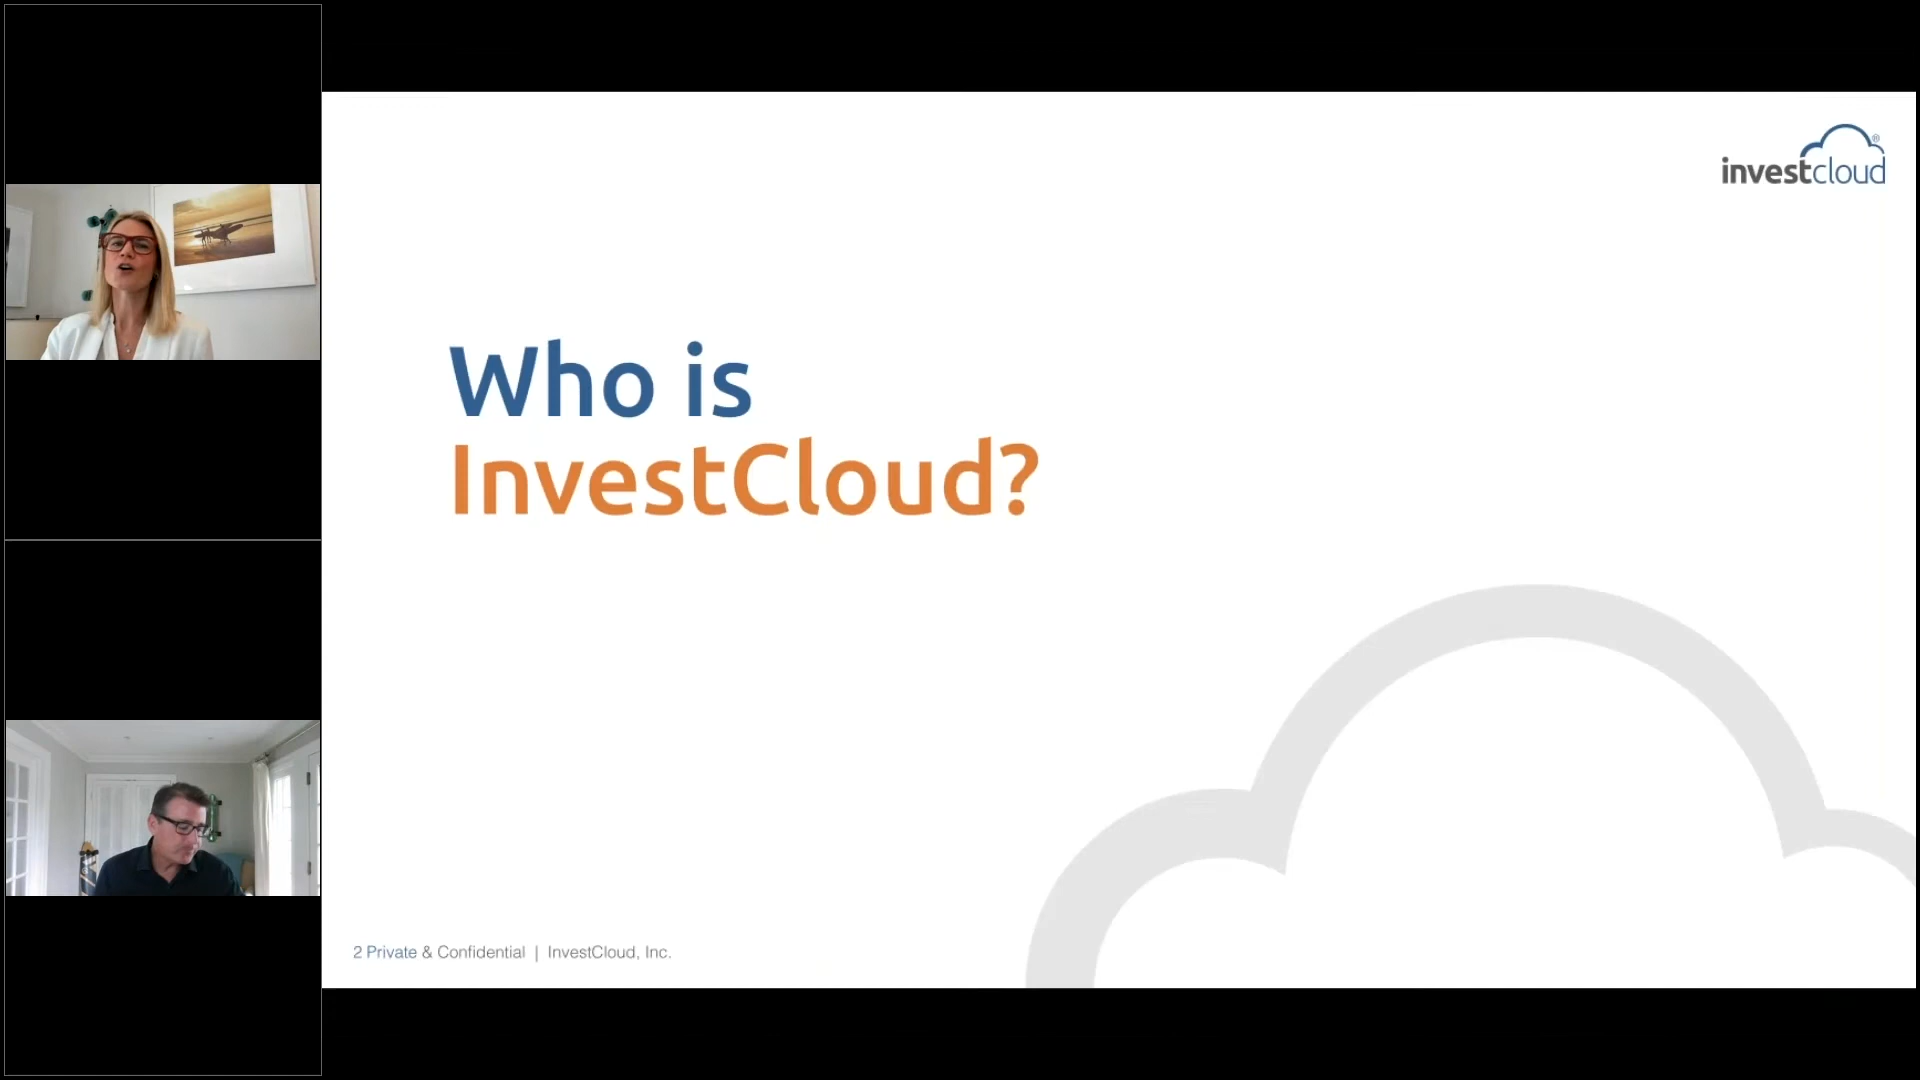 investcloud®
Who is
InvestCloud?
2 Private & Confidential | InvestCloud, Inc.